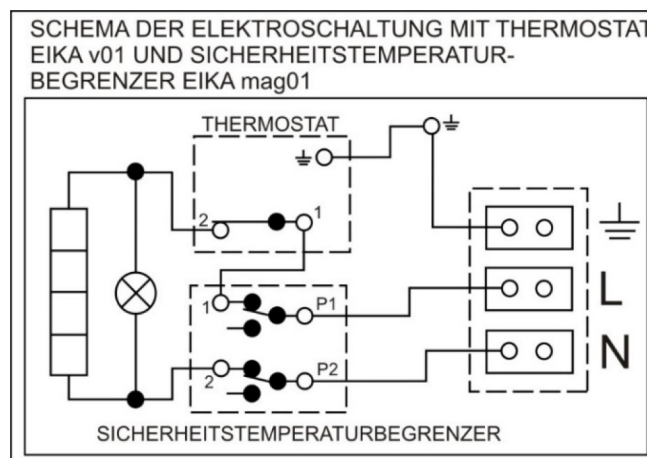 SCHEMA DER ELEKTROSCHALTUNG MIT THERMOSTAT
EIKA v01 UND SICHERHEITSTEMPERATUR-
BEGRENZER EIKA mag01
THERMOSTAT
2 1
1 P1 L
2 P2 N
SICHERHEITSTEMPERATURBEGRENZER